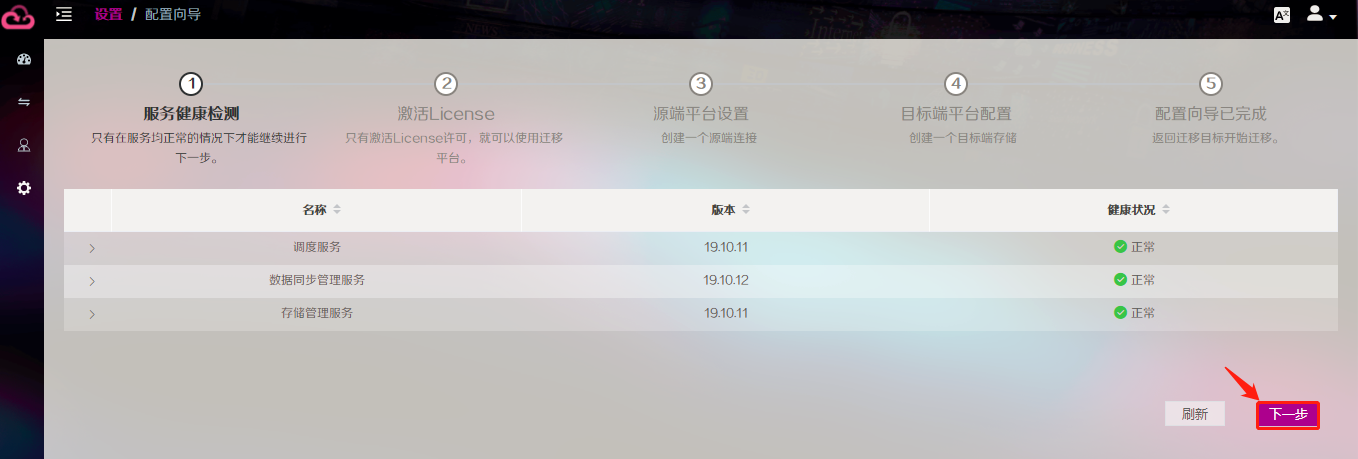 设置 / 配置向导
1 2 3 4 5
服务健康检测 激活License 源端平台设置 目标端平台配置 配置向导已完成
只有在服务均正常的情况下才能继续进行 只有激活License许可，就可以使用迁移 创建一个源端连接 创建一个目标端存储 返回迁移目标开始迁移。
下一步。 平台。
名称 版本 健康状况
调度服务 19.10.11 正常
数据同步管理服务 19.10.12 正常
存储管理服务 19.10.11 正常
刷新 下一步